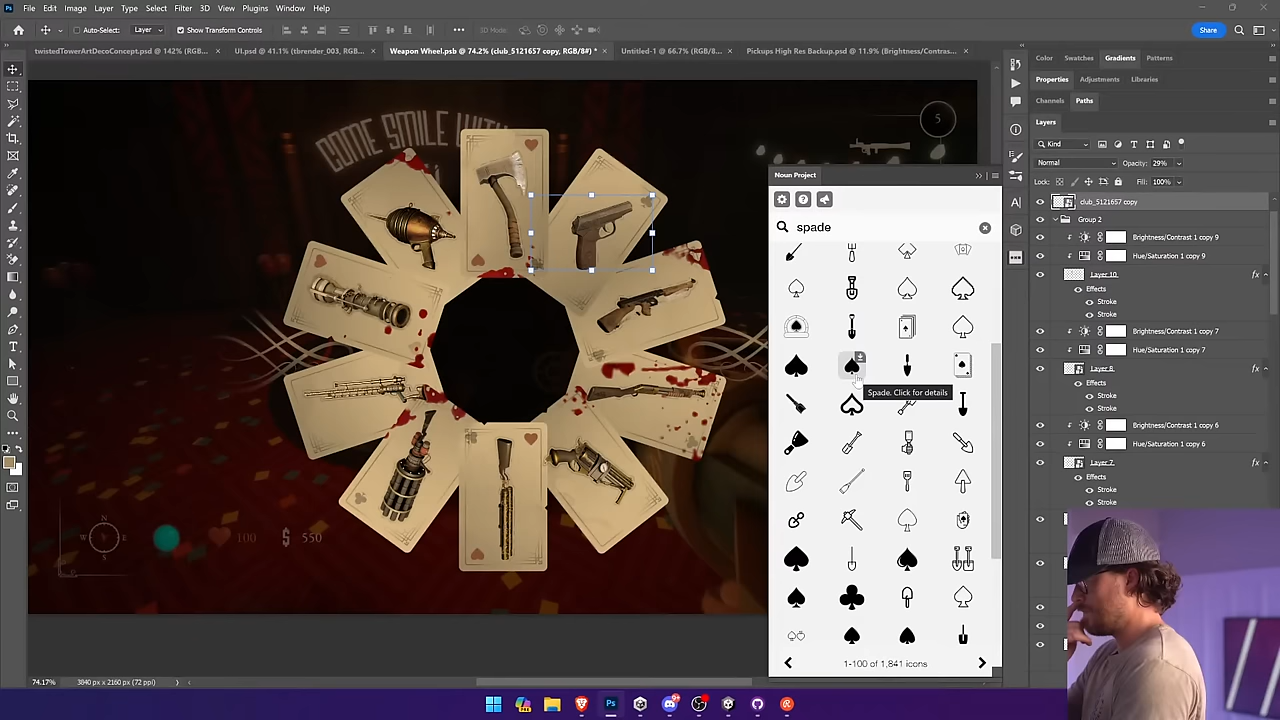 File Edit Image Layer Type Select Filter 3D View Plugins Window Help
Auto-Select: Layer Show Transform Controls 3D Mode: Share
twistedTowerArtDecoConcept.psd @ 142% (RGB/8... × UI.psd @ 41.1% (tbrender_003, RGB/8... × Weapon Wheel.psb @ 74.2% (club_5121657 copy, RGB/8#) * × Untitled-1 @ 66.7% (RGB/8... × Pickups High Res Backup.psd @ 11.9% (Brightness/Contras... ×
Color Swatches Gradients Patterns
Properties Adjustments Libraries
Channels Paths
Layers
Kind
Normal Opacity: 29%
Lock: Fill: 100%
club_5121657 copy
Group 2
Brightness/Contrast 1 copy 9
Hue/Saturation 1 copy 9
Layer 10 fx
Effects
Stroke
Stroke
Brightness/Contrast 1 copy 7
Hue/Saturation 1 copy 7
Layer 8 fx
Effects
Stroke
Stroke
Brightness/Contrast 1 copy 6
Hue/Saturation 1 copy 6
Layer 7 fx
Effects
Stroke
Stroke
COME SMILE WITH
5
Noun Project
spade
Spade. Click for details
1-100 of 1,841 icons
N
W E
S
100
$ 550
74.17% 3840 px x 2160 px (72 ppi)